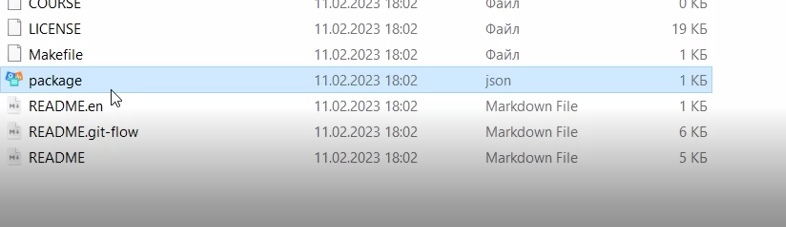 COURSE 11.02.2023 18:02 Файл 0 КБ
LICENSE 11.02.2023 18:02 Файл 19 КБ
Makefile 11.02.2023 18:02 Файл 1 КБ
package 11.02.2023 18:02 json 1 КБ
README.en 11.02.2023 18:02 Markdown File 1 КБ
README.git-flow 11.02.2023 18:02 Markdown File 6 КБ
README 11.02.2023 18:02 Markdown File 5 КБ